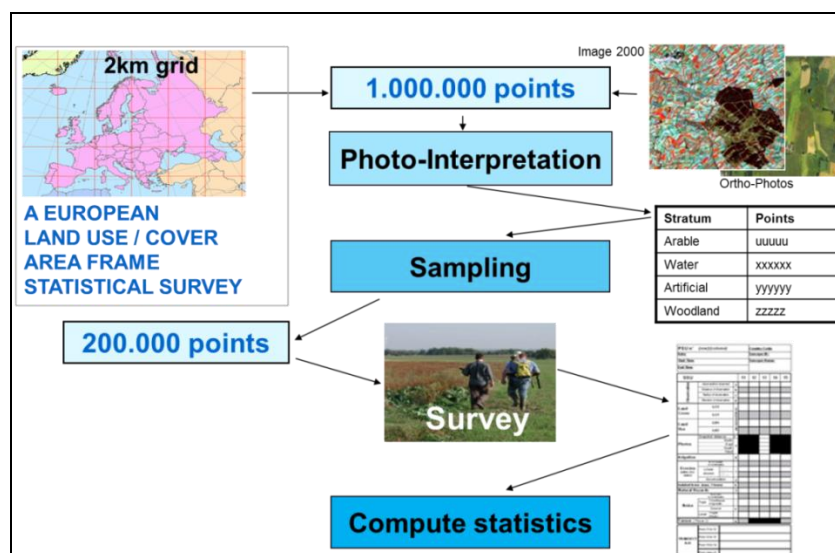 2km grid
Image 2000
1.000.000 points
Photo-Interpretation
Ortho-Photos
A EUROPEAN
LAND USE / COVER
AREA FRAME
STATISTICAL SURVEY
Stratum Points
Arable uuuuu
Water xxxxxx
Artificial yyyyyy
Woodland zzzzz
Sampling
200.000 points
Survey
Compute statistics